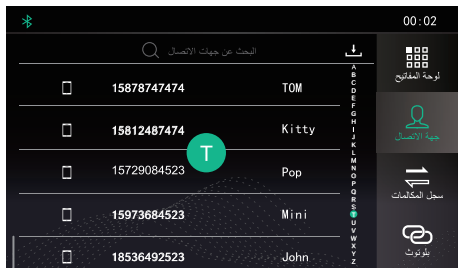 00:02
البحث عن جهات الاتصال
15878747474 TOM
15812487474 Kitty
15729084523 Pop
15973684523 Mini
18536492523 John
T
A
B
C
D
E
F
G
H
I
J
K
L
M
N
O
P
Q
R
S
T
U
V
W
X
Y
Z
لوحة المفاتيح
جهة الاتصال
سجل المكالمات
بلوتوث